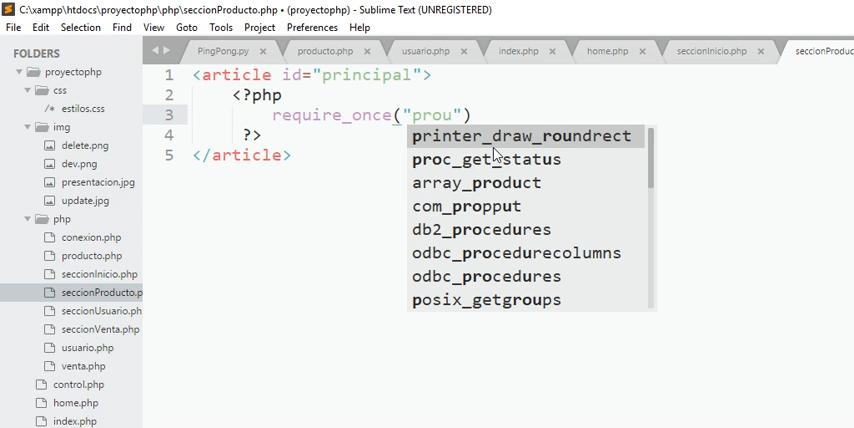 C:\xampp\htdocs\proyectophp\php\seccionProducto.php • (proyectophp) - Sublime Text (UNREGISTERED)
File Edit Selection Find View Goto Tools Project Preferences Help
FOLDERS
proyectophp
css
/* estilos.css
img
delete.png
dev.png
presentacion.jpg
update.jpg
php
conexion.php
producto.php
seccionInicio.php
seccionProducto.p
seccionUsuario.ph
seccionVenta.php
usuario.php
venta.php
control.php
home.php
index.php
PingPong.py × producto.php × usuario.php × index.php × home.php × seccionInicio.php × seccionProduc
1 <article id="principal">
2 <?php
3 require_once("prou")
4 ?>
5 </article>
printer_draw_roundrect
proc_get_status
array_product
com_propput
db2_procedures
odbc_procedurecolumns
odbc_procedures
posix_getgroups